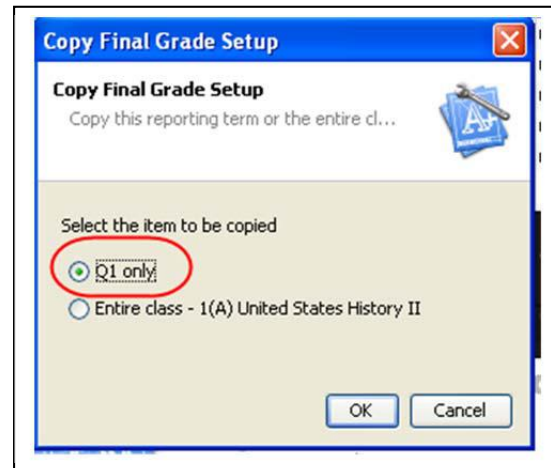 Copy Final Grade Setup
Copy Final Grade Setup
Copy this reporting term or the entire cl...
A+
Select the item to be copied
Q1 only
Entire class - 1(A) United States History II
OK
Cancel